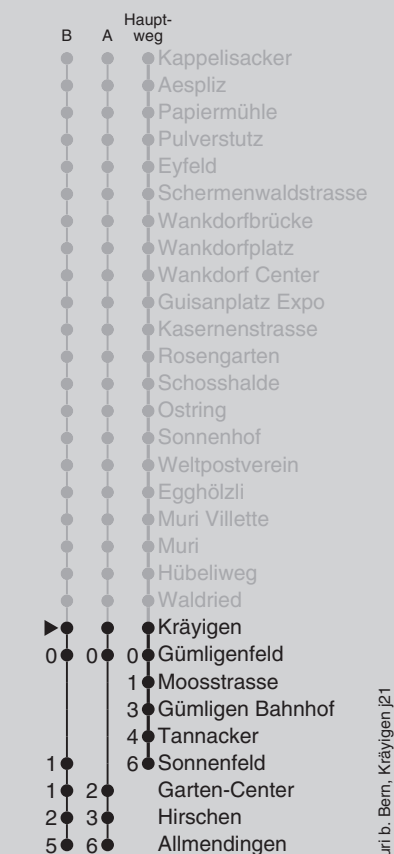 Haupt-
B A weg
Kappelisacker
Aespliz
Papiermühle
Pulverstutz
Eyfeld
Schermenwaldstrasse
Wankdorfbrücke
Wankdorfplatz
Wankdorf Center
Guisanplatz Expo
Kasernenstrasse
Rosengarten
Schosshalde
Ostring
Sonnenhof
Weltpostverein
Egghölzli
Muri Villette
Muri
Hübeliweg
Waldried
Kräyigen
0 0 0 Gümligenfeld
1 Moosstrasse
3 Gümligen Bahnhof
4 Tannacker
1 6 Sonnenfeld
1 2 Garten-Center
2 3 Hirschen
5 6 Allmendingen
uri b. Bern, Kräyigen j21